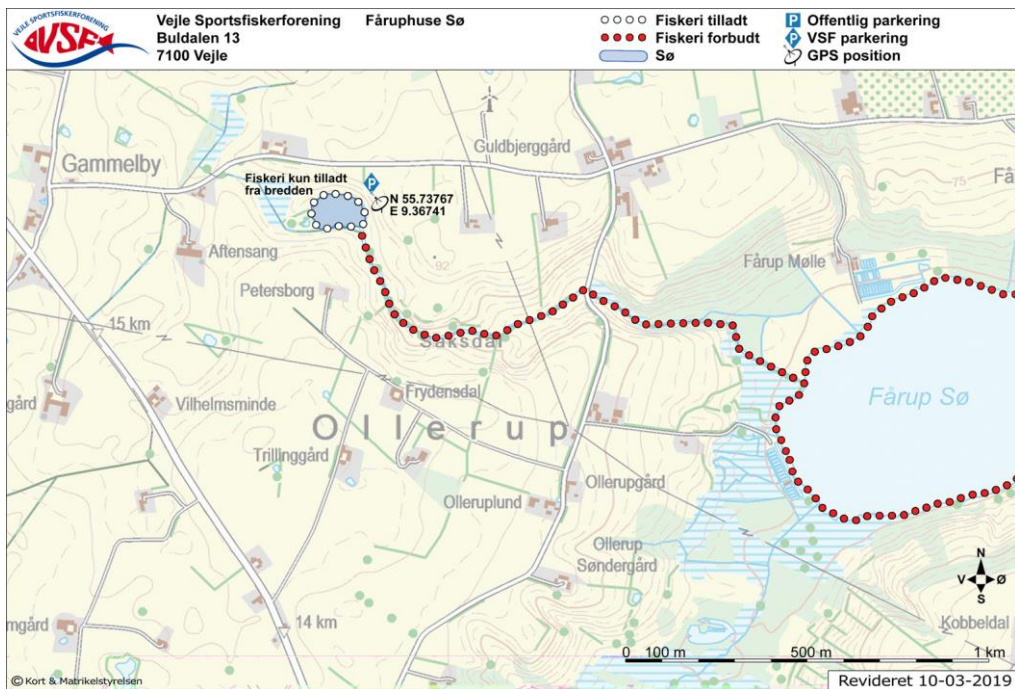 VEJLE SPORTSFISKERFORENING
VSF
Vejle Sportsfiskerforening
Buldalen 13
7100 Vejle
Fåruphuse Sø
Fiskeri tilladt
Fiskeri forbudt
Sø
P Offentlig parkering
P VSF parkering
GPS position
Gammelby
Guldbjerggård
Fiskeri kun tilladt
fra bredden
P
N 55.73767
E 9.36741
75
Få
Aftensang
92
Fårup Mølle
Petersborg
15 km
Saksdal
gård
Vilhelmsminde
Frydensdal
Fårup Sø
Ollerup
Trillinggård
Olleruplund
Ollerupgård
Ollerup
Søndergård
N
V Ø
S
mgård
14 km
Kobbeldal
0 100 m 500 m 1 km
© Kort & Matrikelstyrelsen
Revideret 10-03-2019